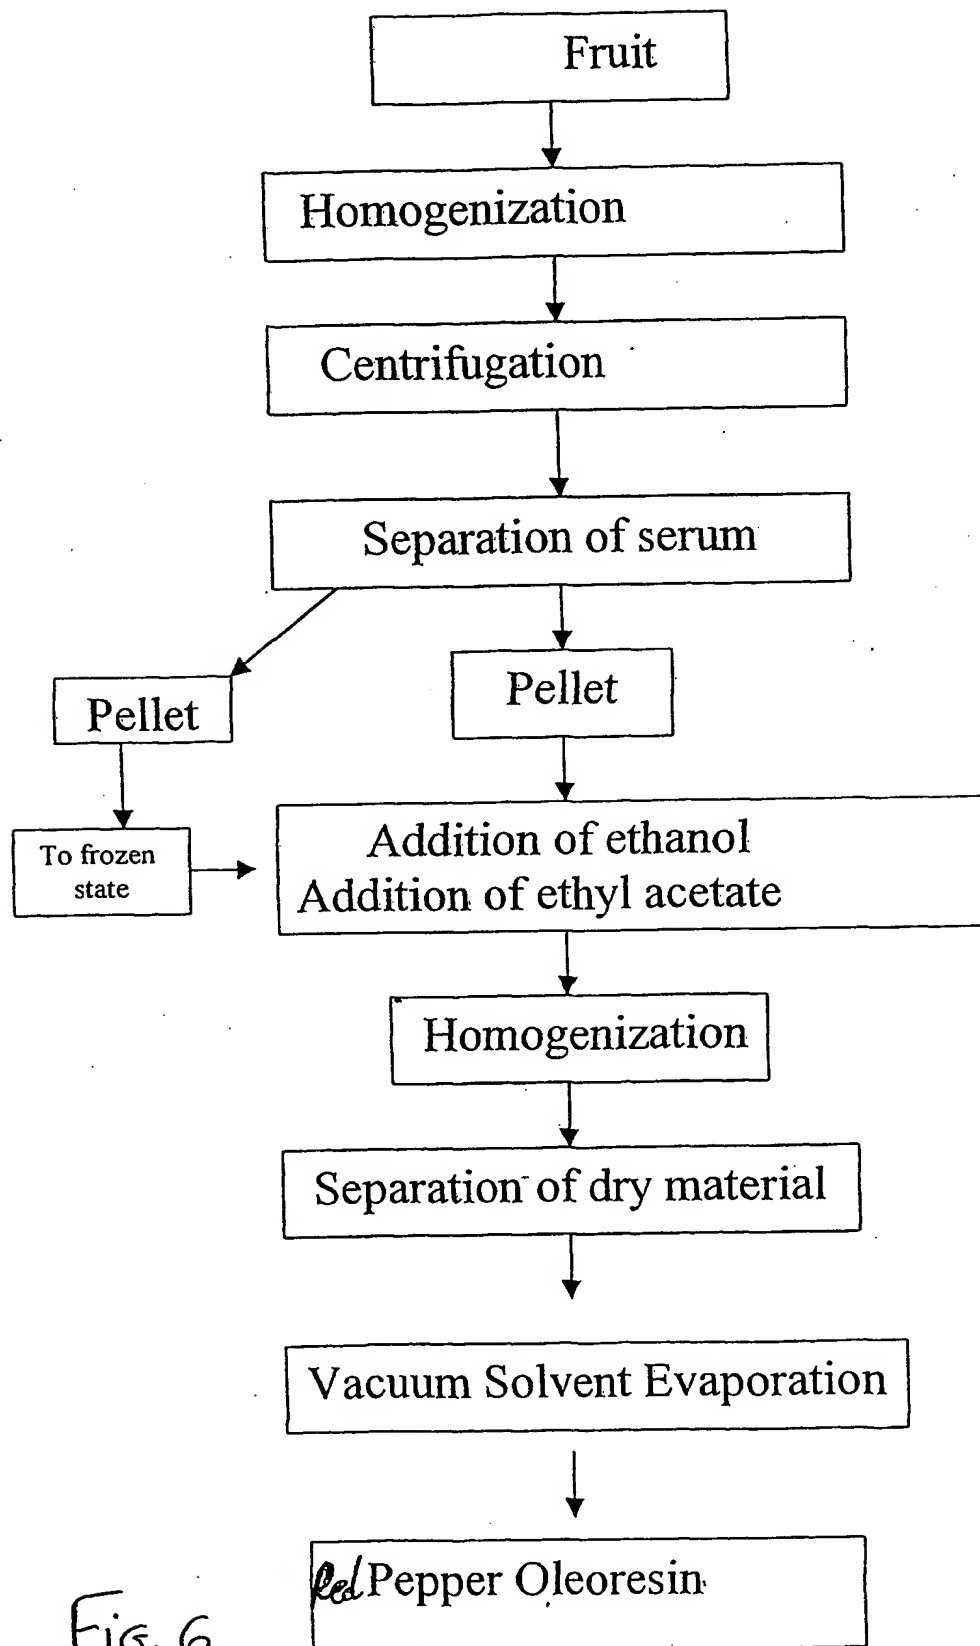 Fruit
Homogenization
Centrifugation
Separation of serum
Pellet
Pellet
To frozen
state
Addition of ethanol
Addition of ethyl acetate
Homogenization
Separation of dry material
Vacuum Solvent Evaporation
Red Pepper Oleoresin
Fig. 6